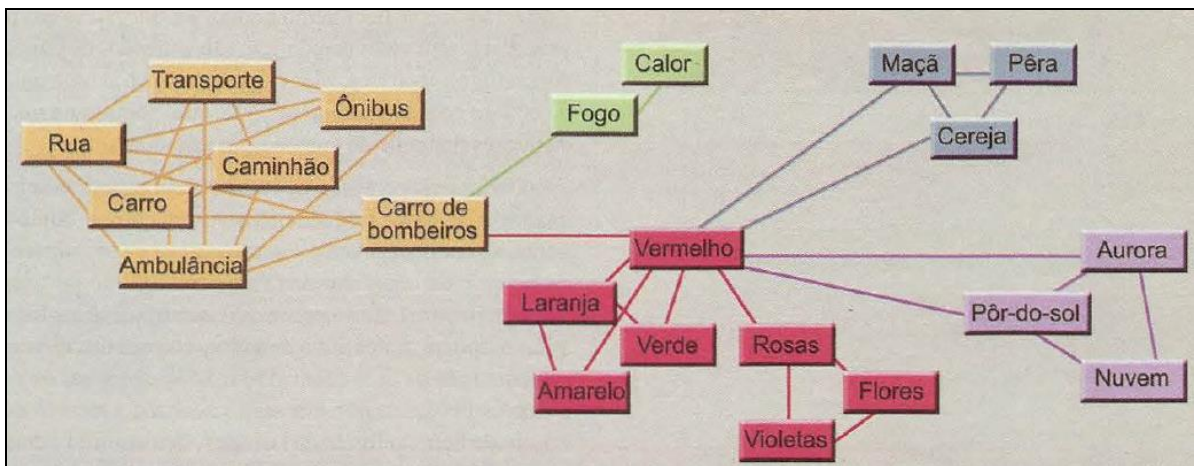 Transporte
Ônibus
Rua
Caminhão
Carro
Carro de
bombeiros
Ambulância
Calor
Fogo
Maçã
Pêra
Cereja
Vermelho
Laranja
Verde
Amarelo
Rosas
Flores
Violetas
Aurora
Pôr-do-sol
Nuvem